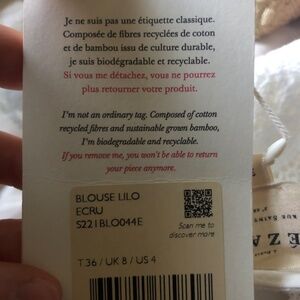 Je ne suis pas une étiquette classique.
Composée de fibres recyclées de coton
et de bambou issu de culture durable,
je suis biodégradable et recyclable.
Si vous me détachez, vous ne pourrez
plus retourner votre produit.
I'm not an ordinary tag. Composed of cotton
recycled fibres and sustainable grown bamboo,
I'm biodegradable and recyclable.
If you remove me, you won't be able to return
your piece anymore.
BLOUSE LILO
ECRU
S221BLO044E
Scan me to
discover more
T 36 / UK 8 / US 4
ÉZA
RUE SAINT